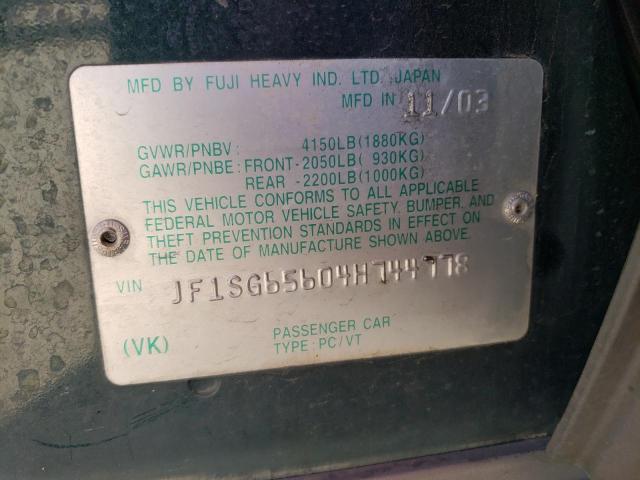 MFD BY FUJI HEAVY IND. LTD. JAPAN
MFD IN 11/03
GVWR/PNBV : 4150LB(1880KG)
GAWR/PNBE : FRONT-2050LB( 930KG)
REAR -2200LB(1000KG)
THIS VEHICLE CONFORMS TO ALL APPLICABLE
FEDERAL MOTOR VEHICLE SAFETY, BUMPER, AND
THEFT PREVENTION STANDARDS IN EFFECT ON
THE DATE OF MANUFACTURE SHOWN ABOVE.
VIN JF1SG65604H744778
PASSENGER CAR
(VK) TYPE : PC/VT